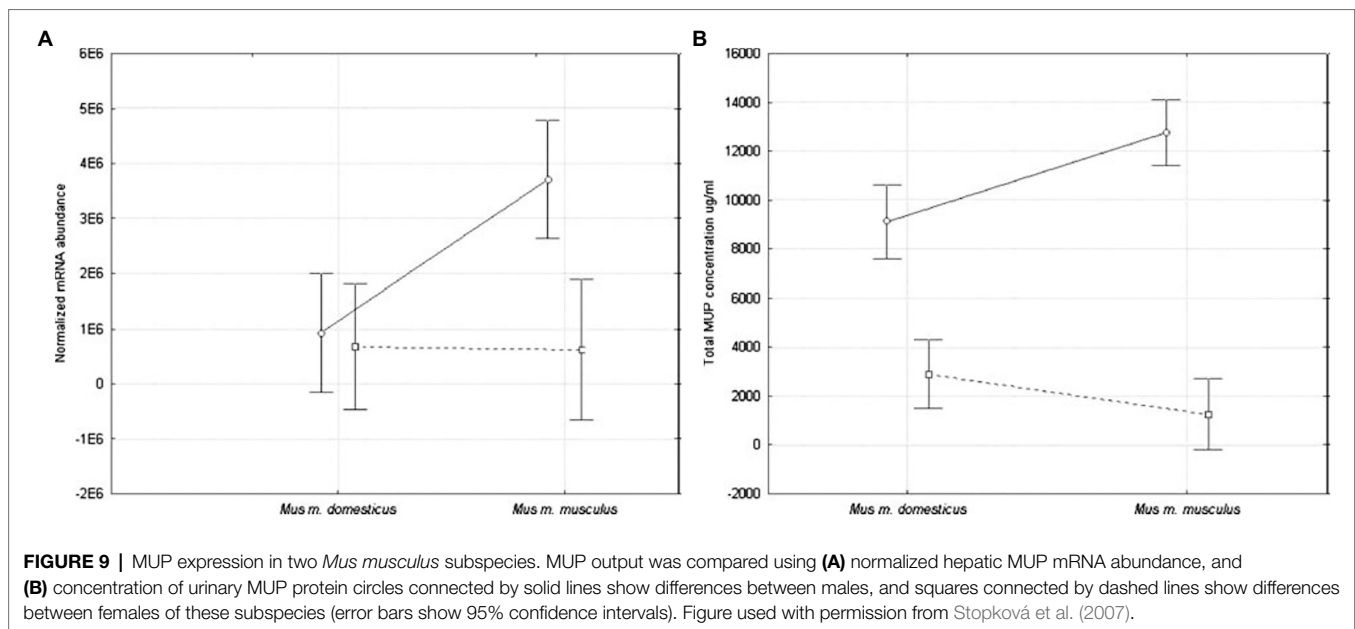 A
6E6
5E6
4E6
3E6
2E6
1E6
0
-1E6
-2E6
Normalized mRNA abundance
Mus m. domesticus Mus m. musculus
B
16000
14000
12000
10000
8000
6000
4000
2000
0
-2000
Total MUP concentration ug/ml
Mus m. domesticus Mus m. musculus
FIGURE 9 | MUP expression in two Mus musculus subspecies. MUP output was compared using (A) normalized hepatic MUP mRNA abundance, and
(B) concentration of urinary MUP protein circles connected by solid lines show differences between males, and squares connected by dashed lines show differences
between females of these subspecies (error bars show 95% confidence intervals). Figure used with permission from Stopková et al. (2007).